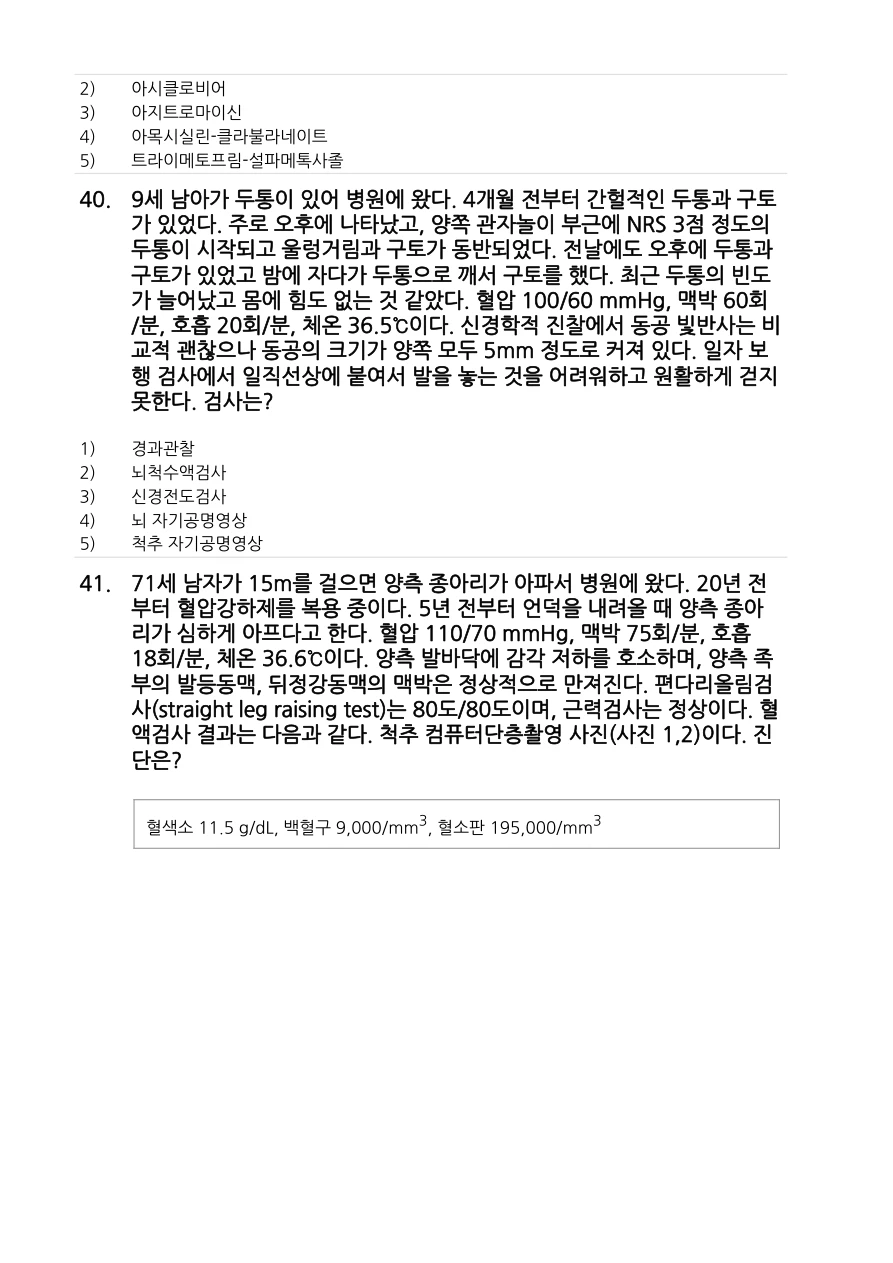 2) 아시클로비어
3) 아지트로마이신
4) 아목시실린-클라불라네이트
5) 트라이메토프림-설파메톡사졸
40. 9세 남아가 두통이 있어 병원에 왔다. 4개월 전부터 간헐적인 두통과 구토
가 있었다. 주로 오후에 나타났고, 양쪽 관자놀이 부근에 NRS 3점 정도의
두통이 시작되고 울렁거림과 구토가 동반되었다. 전날에도 오후에 두통과
구토가 있었고 밤에 자다가 두통으로 깨서 구토를 했다. 최근 두통의 빈도
가 늘어났고 몸에 힘도 없는 것 같았다. 혈압 100/60 mmHg, 맥박 60회
/분, 호흡 20회/분, 체온 36.5℃이다. 신경학적 진찰에서 동공 빛반사는 비
교적 괜찮으나 동공의 크기가 양쪽 모두 5mm 정도로 커져 있다. 일자 보
행 검사에서 일직선상에 붙여서 발을 놓는 것을 어려워하고 원활하게 걷지
못한다. 검사는?
1) 경과관찰
2) 뇌척수액검사
3) 신경전도검사
4) 뇌 자기공명영상
5) 척추 자기공명영상
41. 71세 남자가 15m를 걸으면 양측 종아리가 아파서 병원에 왔다. 20년 전
부터 혈압강하제를 복용 중이다. 5년 전부터 언덕을 내려올 때 양측 종아
리가 심하게 아프다고 한다. 혈압 110/70 mmHg, 맥박 75회/분, 호흡
18회/분, 체온 36.6℃이다. 양측 발바닥에 감각 저하를 호소하며, 양측 족
부의 발등동맥, 뒤정강동맥의 맥박은 정상적으로 만져진다. 편다리올림검
사(straight leg raising test)는 80도/80도이며, 근력검사는 정상이다. 혈
액검사 결과는 다음과 같다. 척추 컴퓨터단층촬영 사진(사진 1,2)이다. 진
단은?
혈색소 11.5 g/dL, 백혈구 9,000/mm³, 혈소판 195,000/mm³